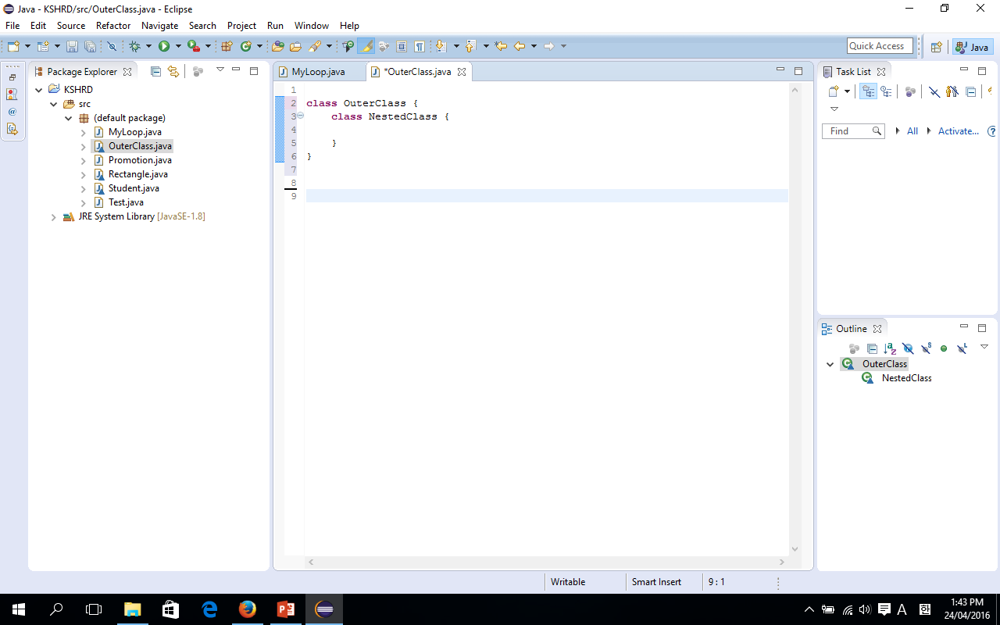 Java - KSHRD/src/OuterClass.java - Eclipse
File Edit Source Refactor Navigate Search Project Run Window Help
Quick Access
Java
Package Explorer
KSHRD
src
(default package)
MyLoop.java
OuterClass.java
Promotion.java
Rectangle.java
Student.java
Test.java
JRE System Library [JavaSE-1.8]
MyLoop.java
*OuterClass.java
1
2 class OuterClass {
3 class NestedClass {
4
5 }
6 }
7
8
9
Task List
Find
All
Activate...
Outline
OuterClass
NestedClass
Writable
Smart Insert
9 : 1
A
1:43 PM
24/04/2016